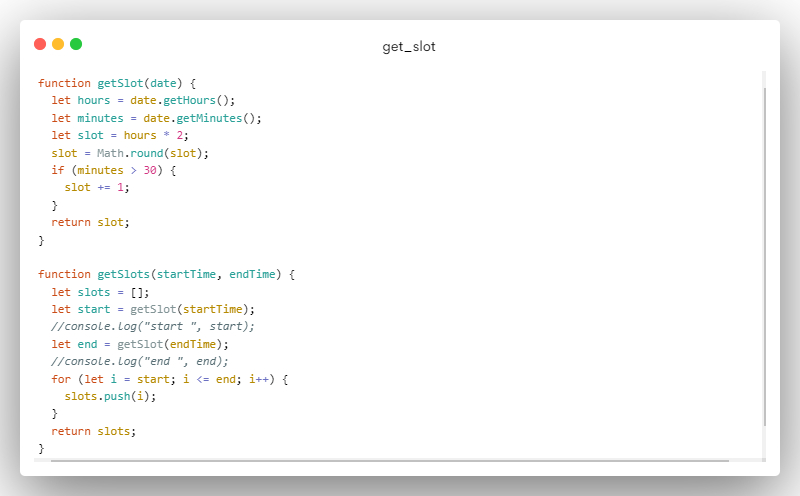 get_slot
function getSlot(date) {
  let hours = date.getHours();
  let minutes = date.getMinutes();
  let slot = hours * 2;
  slot = Math.round(slot);
  if (minutes > 30) {
    slot += 1;
  }
  return slot;
}

function getSlots(startTime, endTime) {
  let slots = [];
  let start = getSlot(startTime);
  //console.log("start ", start);
  let end = getSlot(endTime);
  //console.log("end ", end);
  for (let i = start; i <= end; i++) {
    slots.push(i);
  }
  return slots;
}